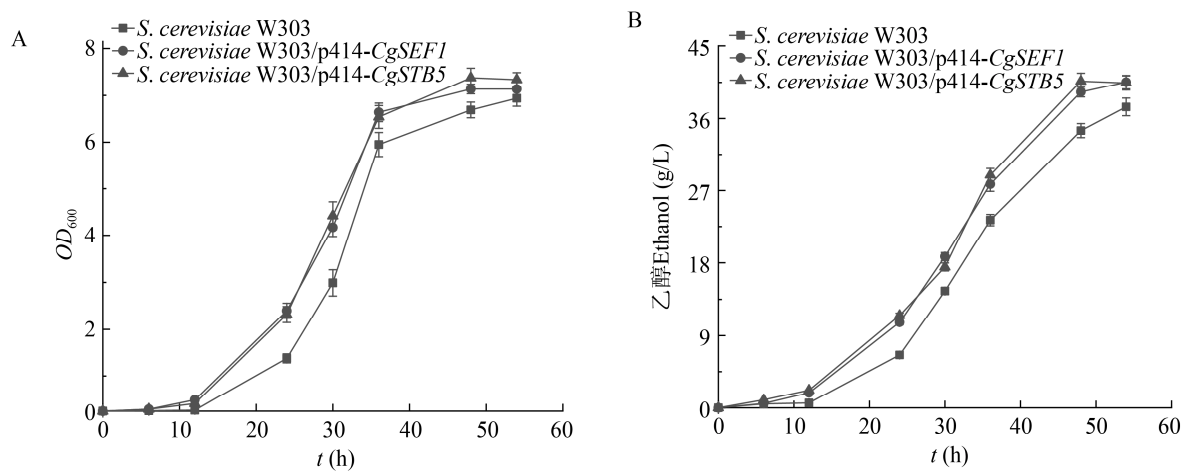 A
S. cerevisiae W303
S. cerevisiae W303/p414-CgSEF1
S. cerevisiae W303/p414-CgSTB5
8
6
4
2
0
OD600
0 10 20 30 40 50 60
t (h)
B
S. cerevisiae W303
S. cerevisiae W303/p414-CgSEF1
S. cerevisiae W303/p414-CgSTB5
45
36
27
18
9
0
乙醇Ethanol (g/L)
0 10 20 30 40 50 60
t (h)